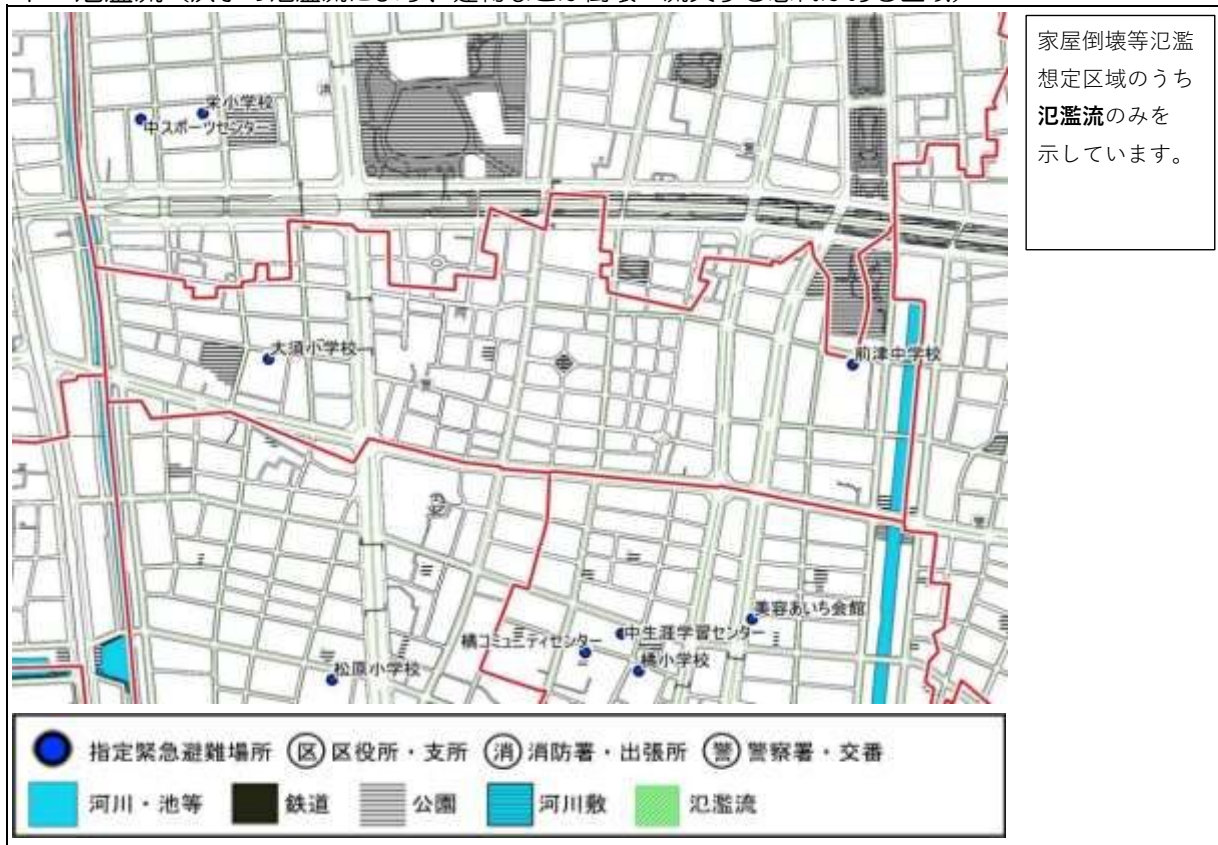 家屋倒壊等氾濫
想定区域のうち
氾濫流のみを
示しています。
栄小学校
中スポーツセンター
大須小学校
前津中学校
美容あいち会館
中生涯学習センター
橘コミュニティセンター
橘小学校
松原小学校
指定緊急避難場所 区 区役所・支所 消 消防署・出張所 警 警察署・交番
河川・池等 鉄道 公園 河川敷 氾濫流